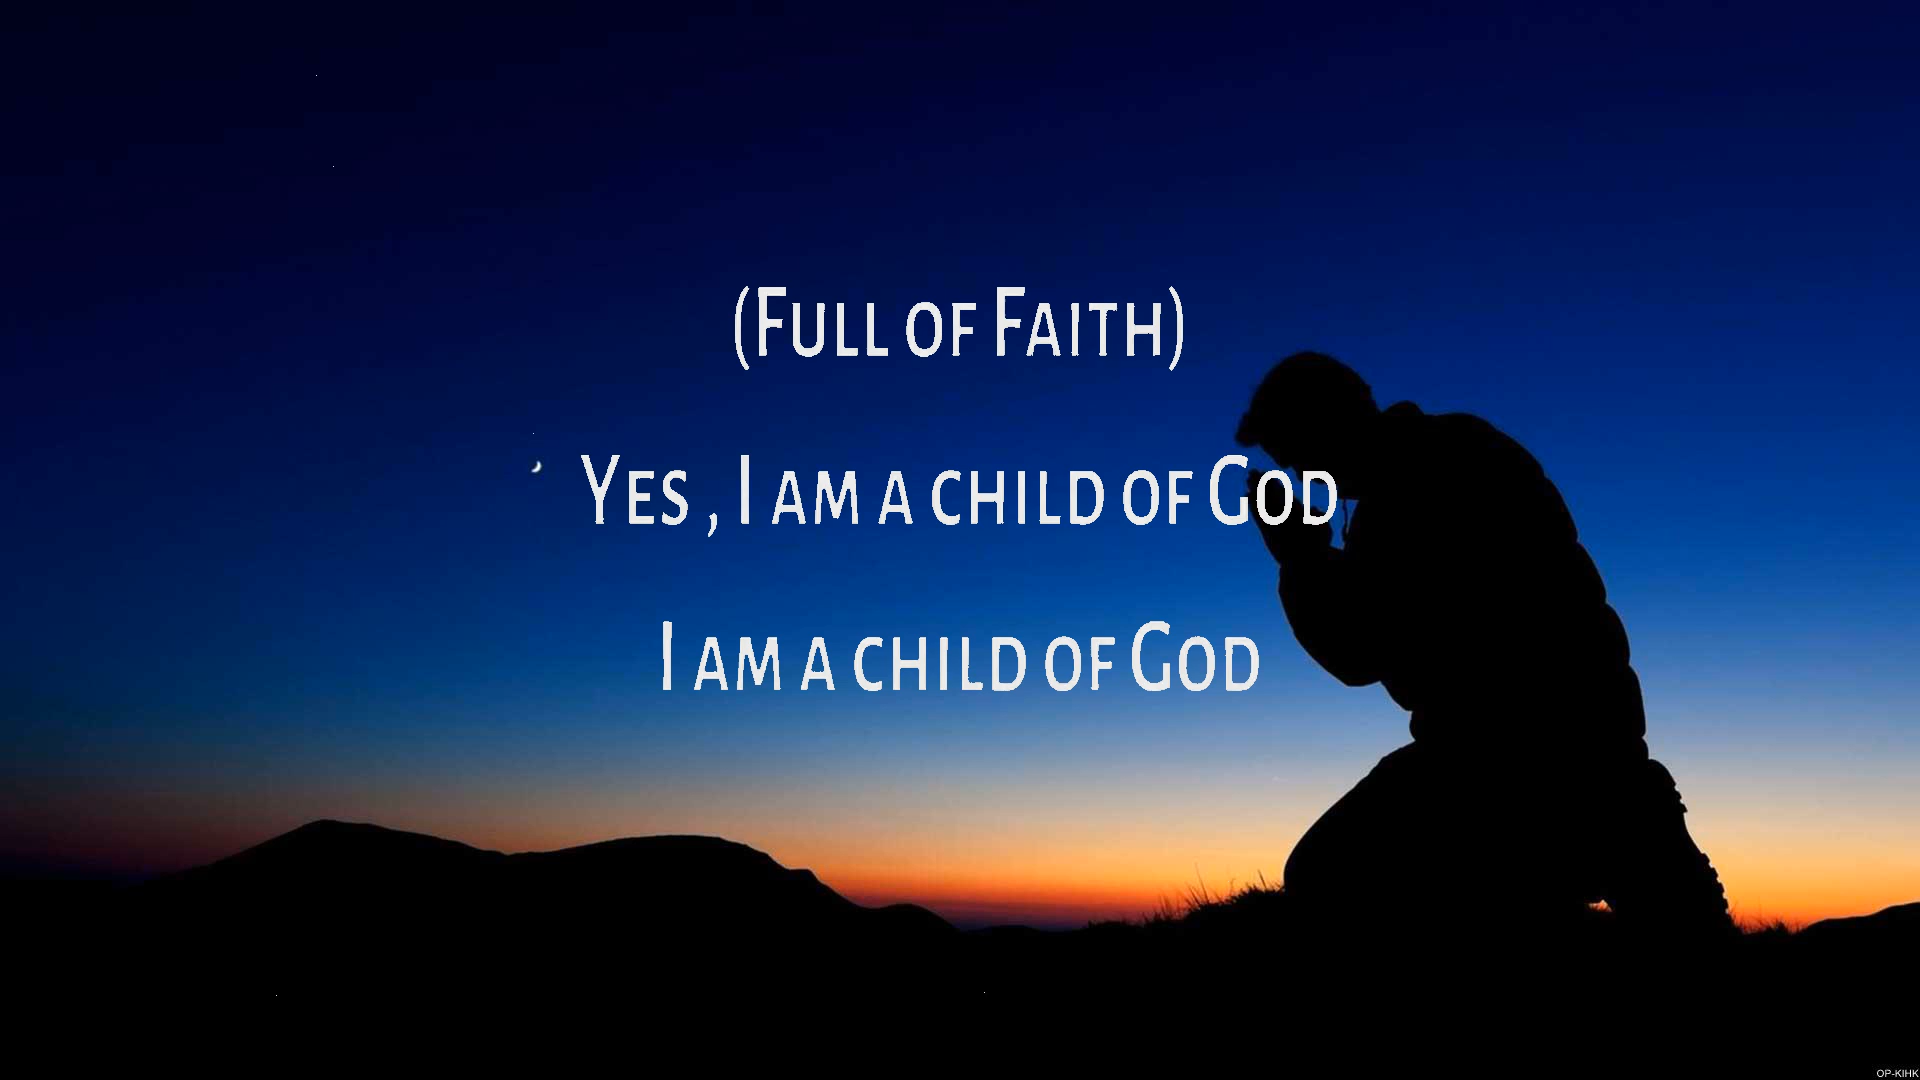 (Full of Faith)
Yes , I am a child of God
I am a child of God
OP-KIHK